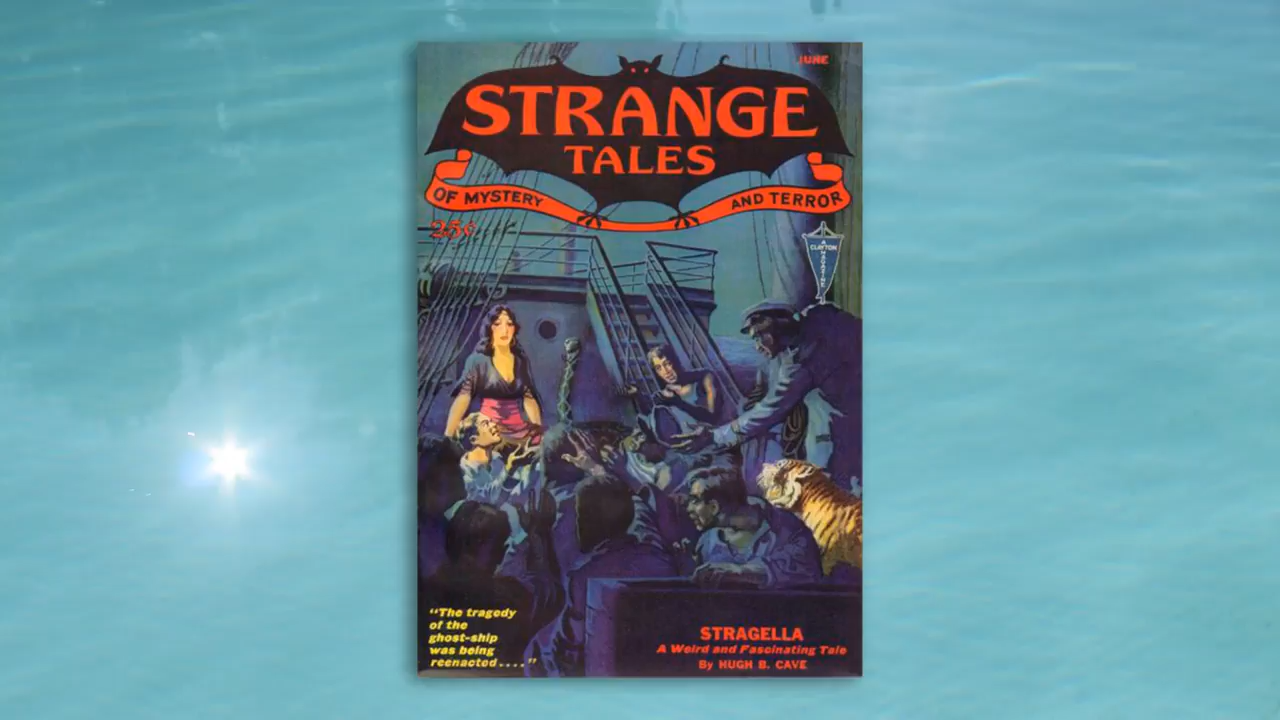 JUNE
STRANGE
TALES
OF MYSTERY AND TERROR
25¢
A
CLAYTON
MAGAZINE
"The tragedy
of the
ghost-ship
was being
reenacted...."
STRAGELLA
A Weird and Fascinating Tale
By HUGH B. CAVE